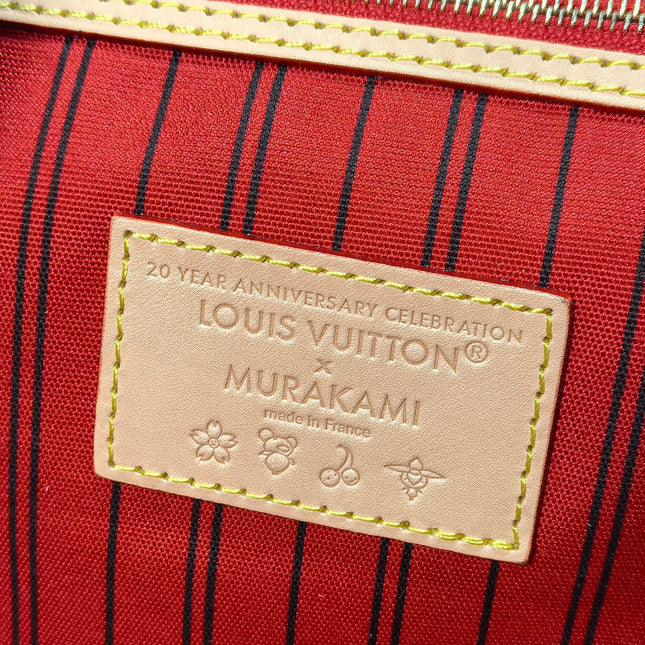 20 YEAR ANNIVERSARY CELEBRATION
LOUIS VUITTON®
×
MURAKAMI
made in France